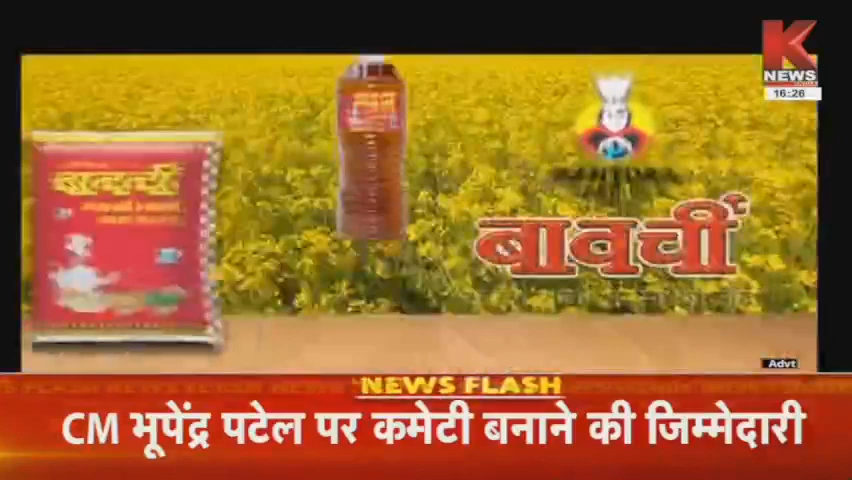 K
NEWS
16:26
बावर्ची
बावर्ची
Advt
NEWS FLASH
CM भूपेंद्र पटेल पर कमेटी बनाने की जिम्मेदारी